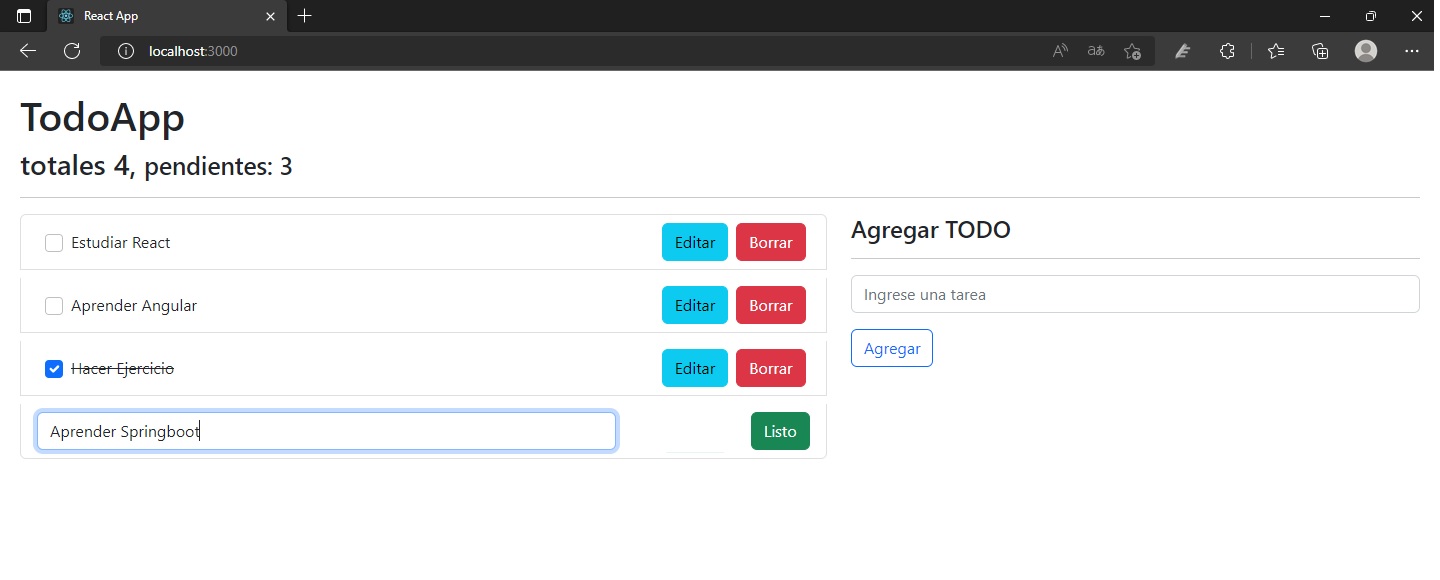 React App
localhost:3000
TodoApp
totales 4, pendientes: 3
Estudiar React Editar Borrar
Aprender Angular Editar Borrar
Hacer Ejercicio Editar Borrar
Aprender Springboot Listo
Agregar TODO
Ingrese una tarea
Agregar